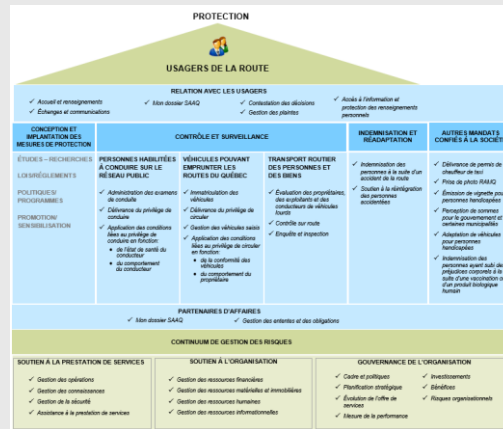 PROTECTION
USAGERS DE LA ROUTE
RELATION AVEC LES USAGERS
✓ Accueil et renseignements
✓ Échanges et communications
✓ Mon dossier SAAQ
✓ Contestation des décisions
✓ Gestion des plaintes
✓ Accès à l'information et
protection des renseignements
personnels
CONCEPTION ET
IMPLANTATION DES
MESURES DE PROTECTION
ÉTUDES – RECHERCHES
LOIS/RÈGLEMENTS
POLITIQUES/
PROGRAMMES
PROMOTION/
SENSIBILISATION
CONTRÔLE ET SURVEILLANCE
PERSONNES HABILITÉES
À CONDUIRE SUR LE
RÉSEAU PUBLIC
✓ Administration des examens
de conduite
✓ Délivrance du privilège de
conduire
✓ Application des conditions
liées au privilège de
conduire en fonction:
• de l'état de santé du
conducteur
• du comportement
du conducteur
VÉHICULES POUVANT
EMPRUNTER LES
ROUTES DU QUÉBEC
✓ Immatriculation des
véhicules
✓ Délivrance du privilège de
circuler
✓ Gestion des véhicules saisis
✓ Application des conditions
liées au privilège de circuler
en fonction:
• de la conformité des
véhicules
• du comportement du
propriétaire
TRANSPORT ROUTIER
DES PERSONNES ET
DES BIENS
✓ Évaluation des propriétaires,
des exploitants et des
conducteurs de véhicules
lourds
✓ Contrôle sur route
✓ Enquête et inspection
INDEMNISATION ET
RÉADAPTATION
✓ Indemnisation des
personnes à la suite d'un
accident de la route
✓ Soutien à la réintégration
des personnes
accidentées
AUTRES MANDATS
CONFIÉS À LA SOCIÉTÉ
✓ Délivrance de permis de
chauffeur de taxi
✓ Prise de photo RAMQ
✓ Émission de vignette pour
personnes handicapées
✓ Perception de sommes
pour le gouvernement et
certaines municipalités
✓ Adaptation de véhicules
pour personnes
handicapées
✓ Indemnisation des
personnes ayant subi des
préjudices corporels à la
suite d'une vaccination ou
d'un produit biologique
humain
PARTENAIRES D'AFFAIRES
✓ Mon dossier SAAQ
✓ Gestion des ententes et des obligations
CONTINUUM DE GESTION DES RISQUES
SOUTIEN À LA PRESTATION DE SERVICES
✓ Gestion des opérations
✓ Gestion des connaissances
✓ Gestion de la sécurité
✓ Assistance à la prestation de services
SOUTIEN À L'ORGANISATION
✓ Gestion des ressources financières
✓ Gestion des ressources matérielles et immobilières
✓ Gestion des ressources humaines
✓ Gestion des ressources informationnelles
GOUVERNANCE DE L'ORGANISATION
✓ Cadre et politiques
✓ Planification stratégique
✓ Évolution de l'offre de
services
✓ Mesure de la performance
✓ Investissements
✓ Bénéfices
✓ Risques organisationnels